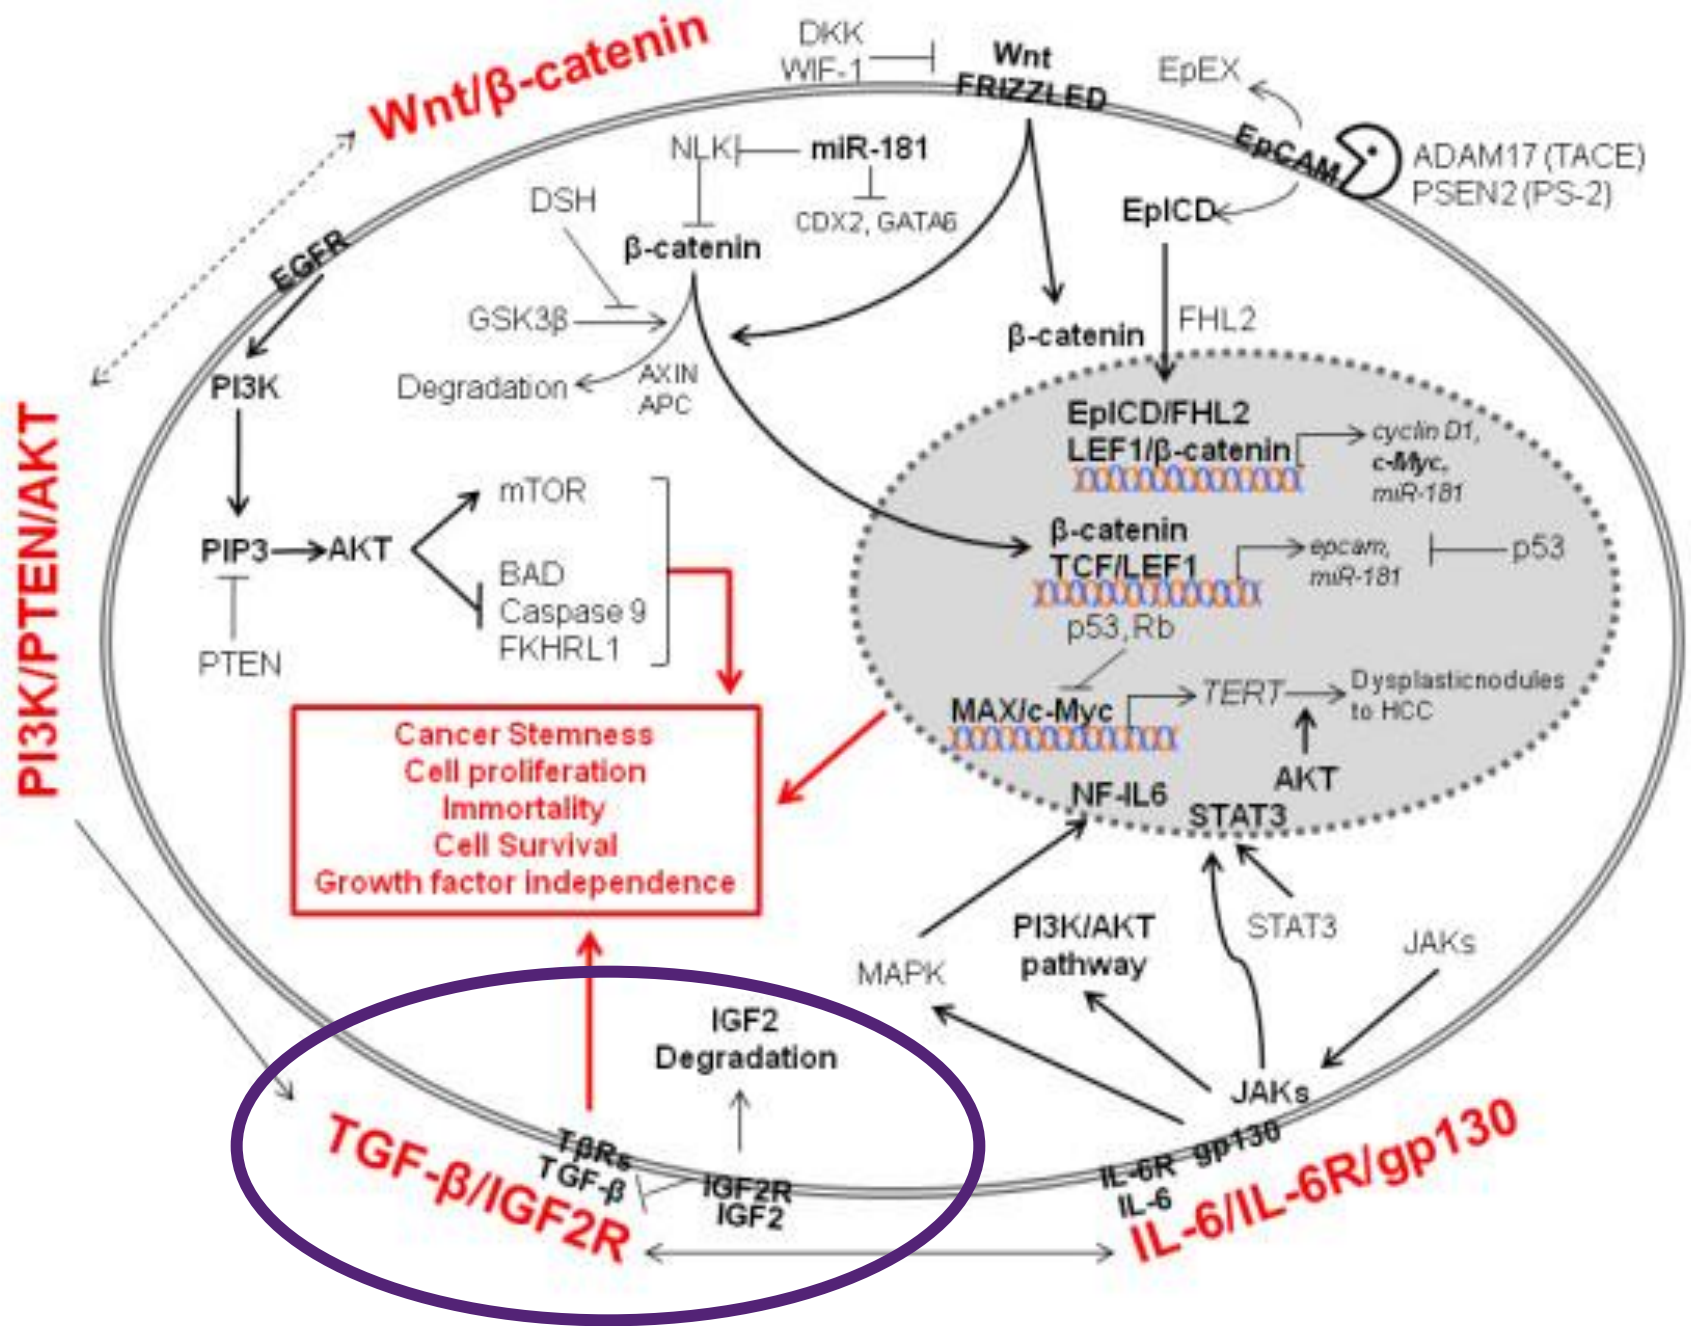 Wnt/β-catenin
DKK
WIF-1
Wnt
FRIZZLED
EpEX
EpCAM
ADAM17 (TACE)
PSEN2 (PS-2)
NLK
miR-181
CDX2, GATA6
DSH
β-catenin
EpICD
EGFR
GSK3β
FHL2
β-catenin
Degradation
AXIN
APC
PI3K
PI3K/PTEN/AKT
EpICD/FHL2
LEF1/β-catenin
cyclin D1,
c-Myc,
miR-181
mTOR
PIP3
AKT
BAD
Caspase 9
FKHRL1
PTEN
β-catenin
TCF/LEF1
epcam,
miR-181
p53
p53, Rb
MAX/c-Myc
TERT
Dysplasticnodules
to HCC
AKT
NF-IL6
STAT3
Cancer Stemness
Cell proliferation
Immortality
Cell Survival
Growth factor independence
MAPK
PI3K/AKT
pathway
STAT3
JAKs
IGF2
Degradation
JAKs
TβRs
TGF-β
IGF2R
IGF2
IL-6R gp130
IL-6
TGF-β/IGF2R
IL-6/IL-6R/gp130